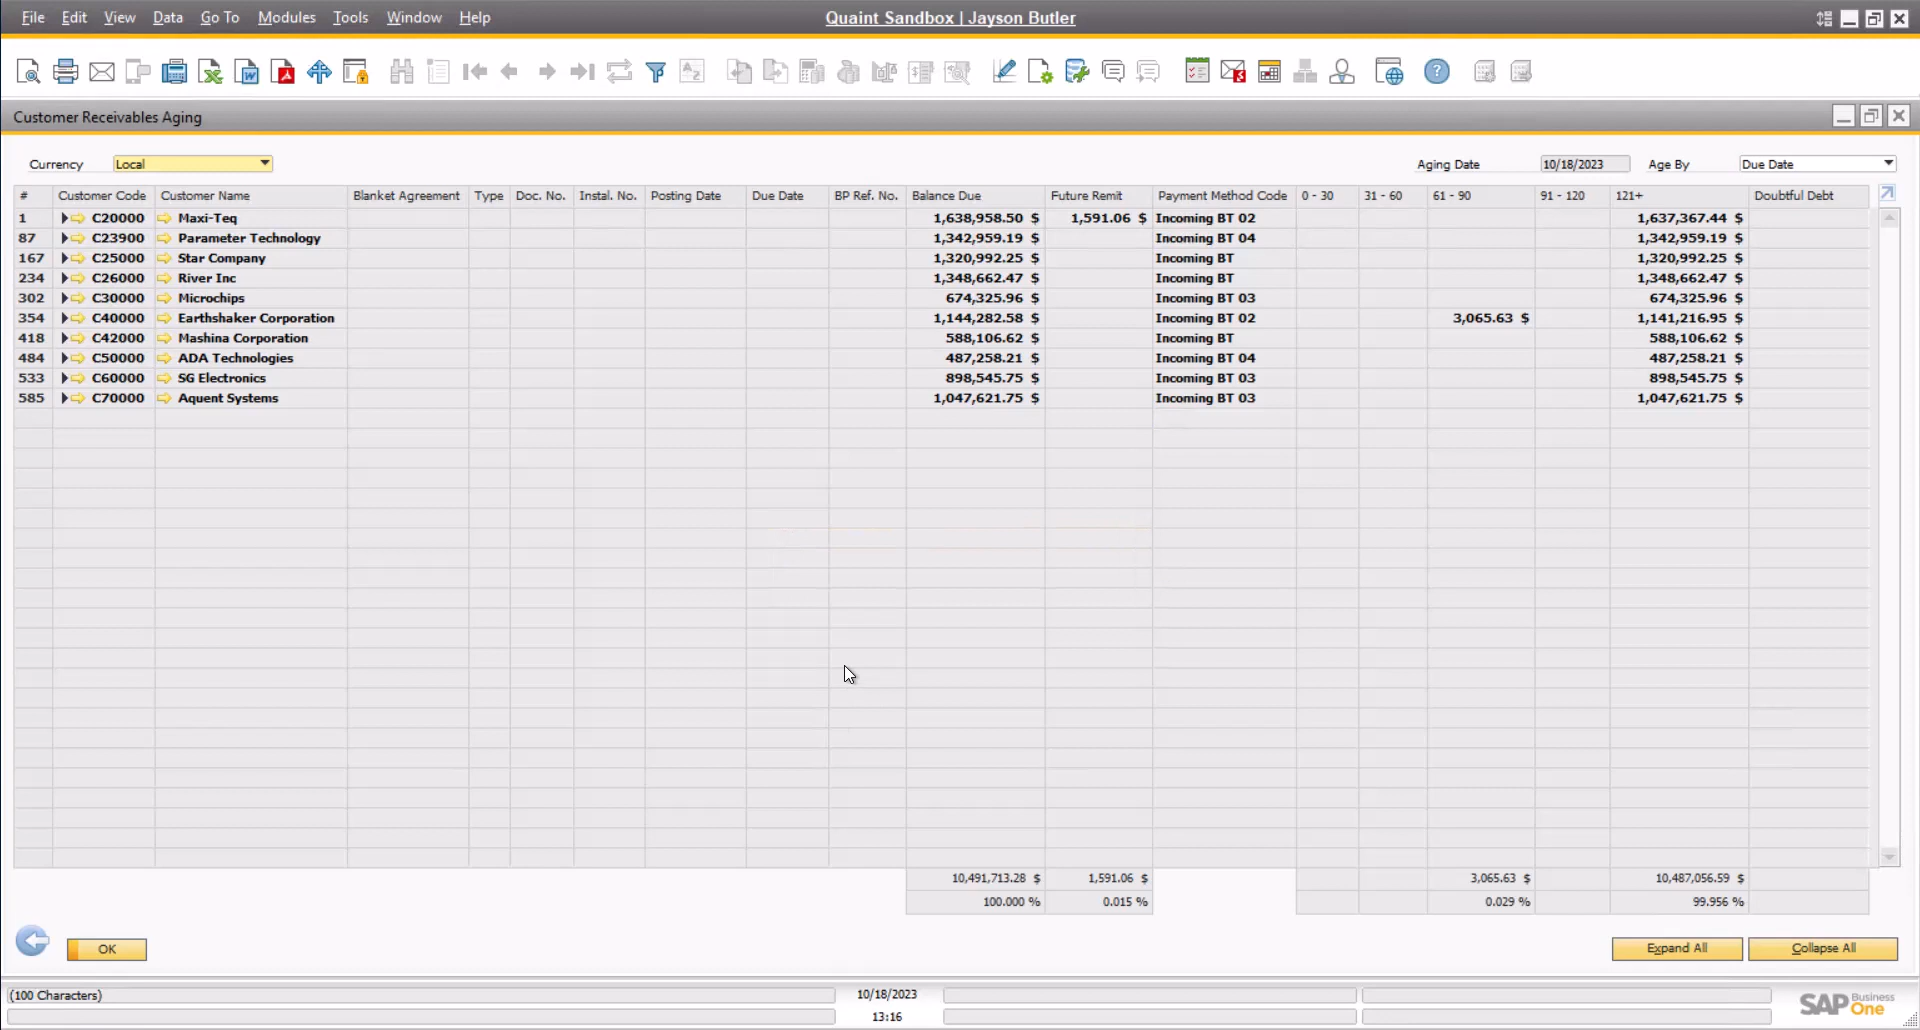 File Edit View Data Go To Modules Tools Window Help Quaint Sandbox | Jayson Butler
Customer Receivables Aging
Currency Local Aging Date 10/18/2023 Age By Due Date
# Customer Code Customer Name Blanket Agreement Type Doc. No. Instal. No. Posting Date Due Date BP Ref. No. Balance Due Future Remit Payment Method Code 0 - 30 31 - 60 61 - 90 91 - 120 121+ Doubtful Debt
1 C20000 Maxi-Teq 1,638,958.50 $ 1,591.06 $ Incoming BT 02 1,637,367.44 $
87 C23900 Parameter Technology 1,342,959.19 $ Incoming BT 04 1,342,959.19 $
167 C25000 Star Company 1,320,992.25 $ Incoming BT 1,320,992.25 $
234 C26000 River Inc 1,348,662.47 $ Incoming BT 1,348,662.47 $
302 C30000 Microchips 674,325.96 $ Incoming BT 03 674,325.96 $
354 C40000 Earthshaker Corporation 1,144,282.58 $ Incoming BT 02 3,065.63 $ 1,141,216.95 $
418 C42000 Mashina Corporation 588,106.62 $ Incoming BT 588,106.62 $
484 C50000 ADA Technologies 487,258.21 $ Incoming BT 04 487,258.21 $
533 C60000 SG Electronics 898,545.75 $ Incoming BT 03 898,545.75 $
585 C70000 Aquent Systems 1,047,621.75 $ Incoming BT 03 1,047,621.75 $
10,491,713.28 $ 1,591.06 $ 3,065.63 $ 10,487,056.59 $
100.000 % 0.015 % 0.029 % 99.956 %
OK Expand All Collapse All
(100 Characters) 10/18/2023
13:16
SAP Business One